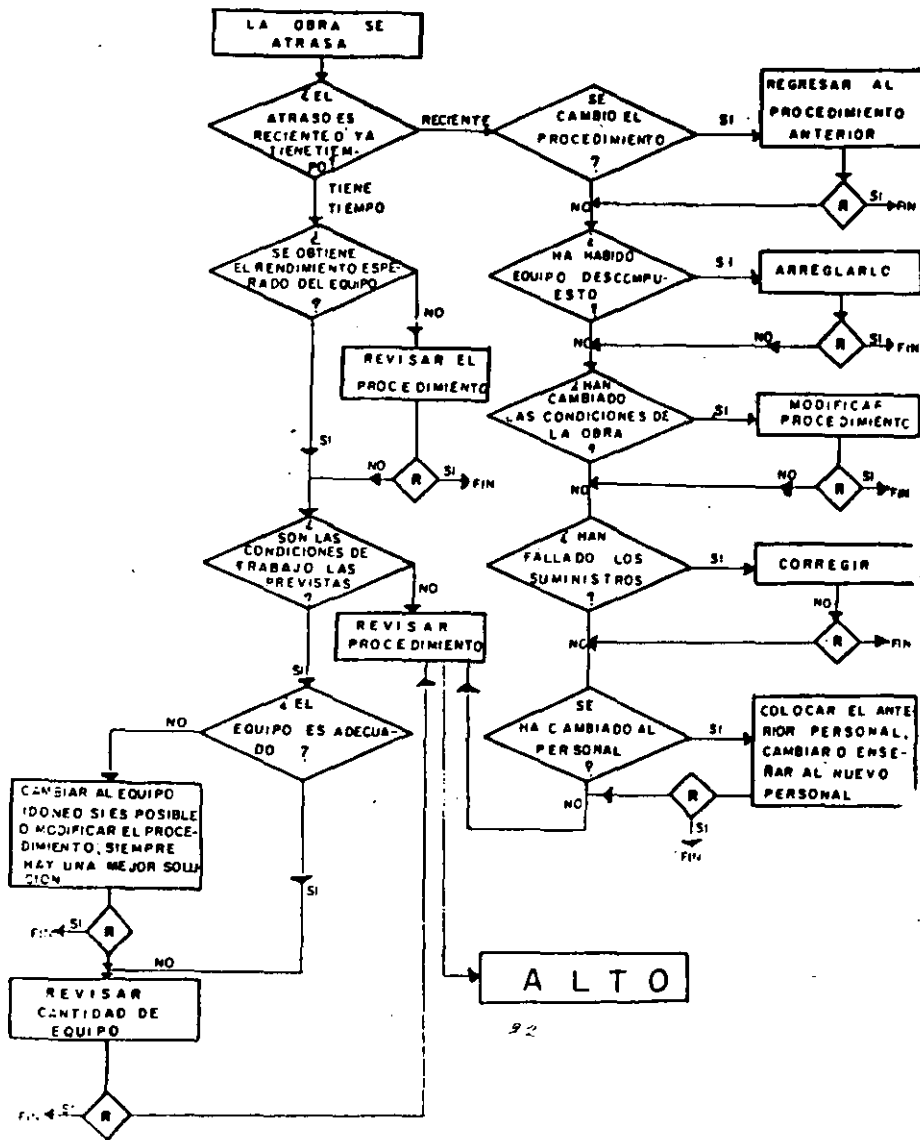 LA OBRA SE
ATRASA
¿EL
ATRASO ES
RECIENTE O YA
TIENE TIEM-
PO?
RECIENTE
TIENE
TIEMPO
SE
CAMBIO EL
PROCEDIMIENTO
?
SI
NO
REGRESAR AL
PROCEDIMIENTO
ANTERIOR
R
SI
FIN
¿
SE OBTIENE
EL RENDIMIENTO ESPE-
RADO DEL EQUIPO
?
NO
SI
REVISAR EL
PROCEDIMIENTO
R
NO
SI
FIN
¿
HA HABIDO
EQUIPO DESCOMPU-
ESTO
?
SI
NO
ARREGLARLO
R
NO
SI
FIN
¿HAN
CAMBIADO
LAS CONDICIONES DE
LA OBRA
?
SI
NO
MODIFICAR
PROCEDIMIENTO
R
NO
SI
FIN
¿
SON LAS
CONDICIONES DE
TRABAJO LAS
PREVISTAS
?
NO
SI
REVISAR
PROCEDIMIENTO
¿HAN
FALLADO LOS
SUMINISTROS
?
SI
NO
CORREGIR
NO
R
SI
FIN
¿EL
EQUIPO ES ADECUA-
DO ?
NO
SI
SE
HA CAMBIADO AL
PERSONAL
?
SI
NO
COLOCAR EL ANTE
RIOR PERSONAL,
CAMBIAR O ENSE-
ÑAR AL NUEVO
PERSONAL
R
SI
FIN
CAMBIAR AL EQUIPO
IDONEO SI ES POSIBLE
O MODIFICAR EL PROCE-
DIMIENTO, SIEMPRE
HAY UNA MEJOR SOLU
CION
R
SI
FIN
NO
REVISAR
CANTIDAD DE
EQUIPO
R
SI
FIN
ALTO
92